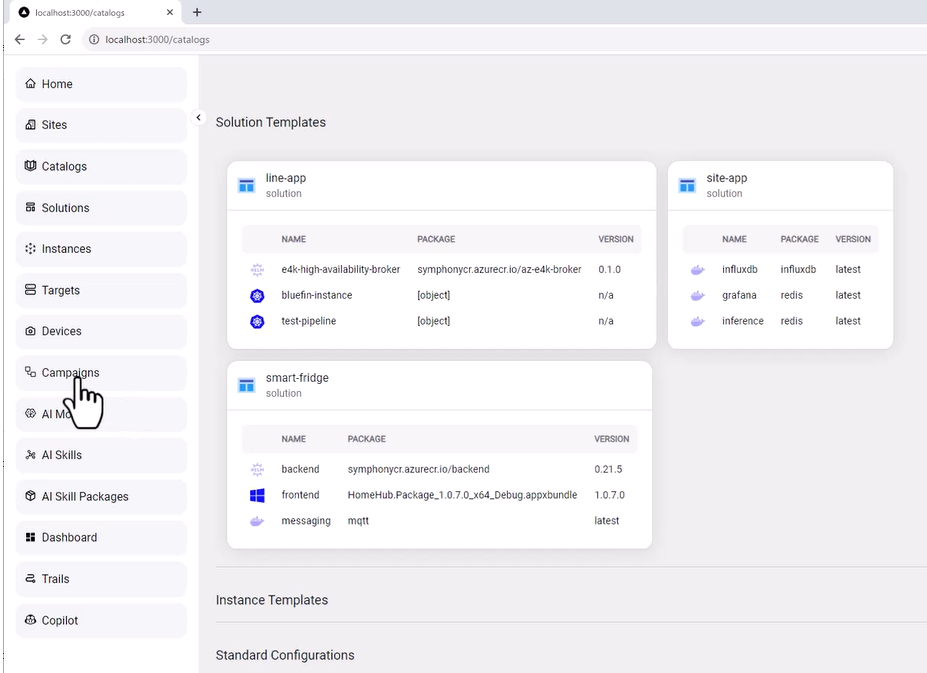 localhost:3000/catalogs
localhost:3000/catalogs
Home
Sites
Catalogs
Solutions
Instances
Targets
Devices
Campaigns
AI Mo
AI Skills
AI Skill Packages
Dashboard
Trails
Copilot
Solution Templates
line-app
solution
NAME PACKAGE VERSION
HELM e4k-high-availability-broker symphonycr.azurecr.io/az-e4k-broker 0.1.0
bluefin-instance [object] n/a
test-pipeline [object] n/a
site-app
solution
NAME PACKAGE VERSION
influxdb influxdb latest
grafana redis latest
inference redis latest
smart-fridge
solution
NAME PACKAGE VERSION
HELM backend symphonycr.azurecr.io/backend 0.21.5
frontend HomeHub.Package_1.0.7.0_x64_Debug.appxbundle 1.0.7.0
messaging mqtt latest
Instance Templates
Standard Configurations